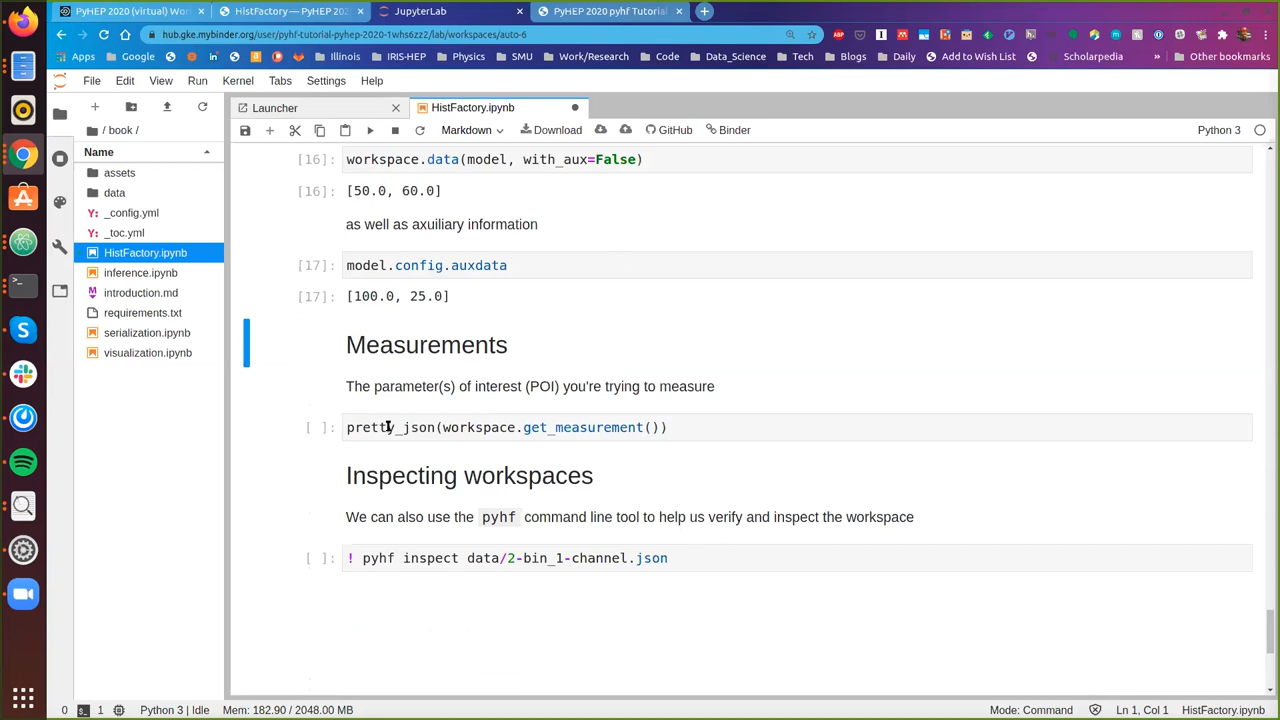 PyHEP 2020 (virtual) Wor
HistFactory — PyHEP 202
JupyterLab
PyHEP 2020 pyhf Tutorial
hub.gke.mybinder.org/user/pyhf-tutorial-pyhep-2020-1whs6zz2/lab/workspaces/auto-6
Apps
Google
Illinois
IRIS-HEP
Physics
SMU
Work/Research
Code
Data_Science
Tech
Blogs
Daily
Add to Wish List
Scholarpedia
»
Other bookmarks
File
Edit
View
Run
Kernel
Tabs
Settings
Help
Launcher
HistFactory.ipynb
/ book /
Markdown
Download
GitHub
Binder
Python 3
Name
assets
data
_config.yml
_toc.yml
HistFactory.ipynb
inference.ipynb
introduction.md
requirements.txt
serialization.ipynb
visualization.ipynb
[16]: workspace.data(model, with_aux=False)
[16]: [50.0, 60.0]
as well as axuiliary information
[17]: model.config.auxdata
[17]: [100.0, 25.0]
Measurements
The parameter(s) of interest (POI) you're trying to measure
[ ]: pretty_json(workspace.get_measurement())
Inspecting workspaces
We can also use the pyhf command line tool to help us verify and inspect the workspace
[ ]: ! pyhf inspect data/2-bin_1-channel.json
0
1
Python 3 | Idle
Mem: 182.90 / 2048.00 MB
Mode: Command
Ln 1, Col 1
HistFactory.ipynb